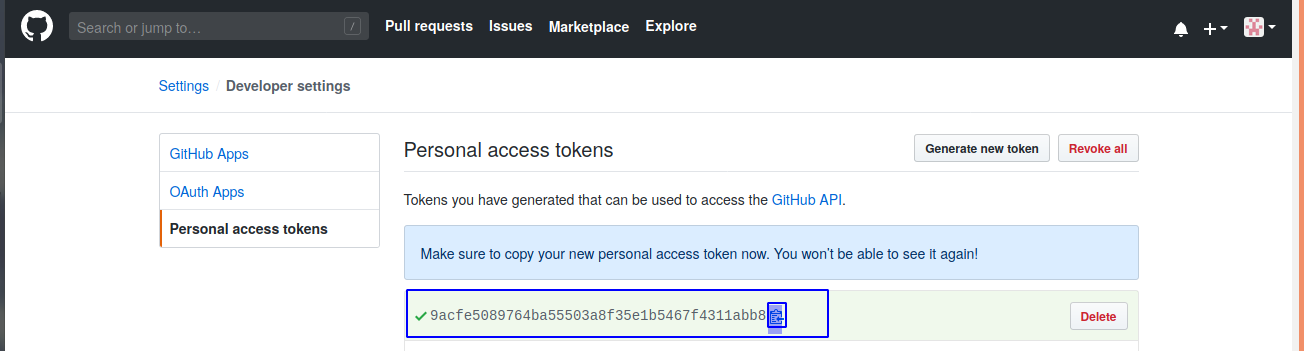 Search or jump to… / Pull requests Issues Marketplace Explore
Settings / Developer settings
GitHub Apps
OAuth Apps
Personal access tokens
Personal access tokens Generate new token Revoke all
Tokens you have generated that can be used to access the GitHub API.
Make sure to copy your new personal access token now. You won't be able to see it again!
9acfe5089764ba55503a8f35e1b5467f4311abb8 Delete